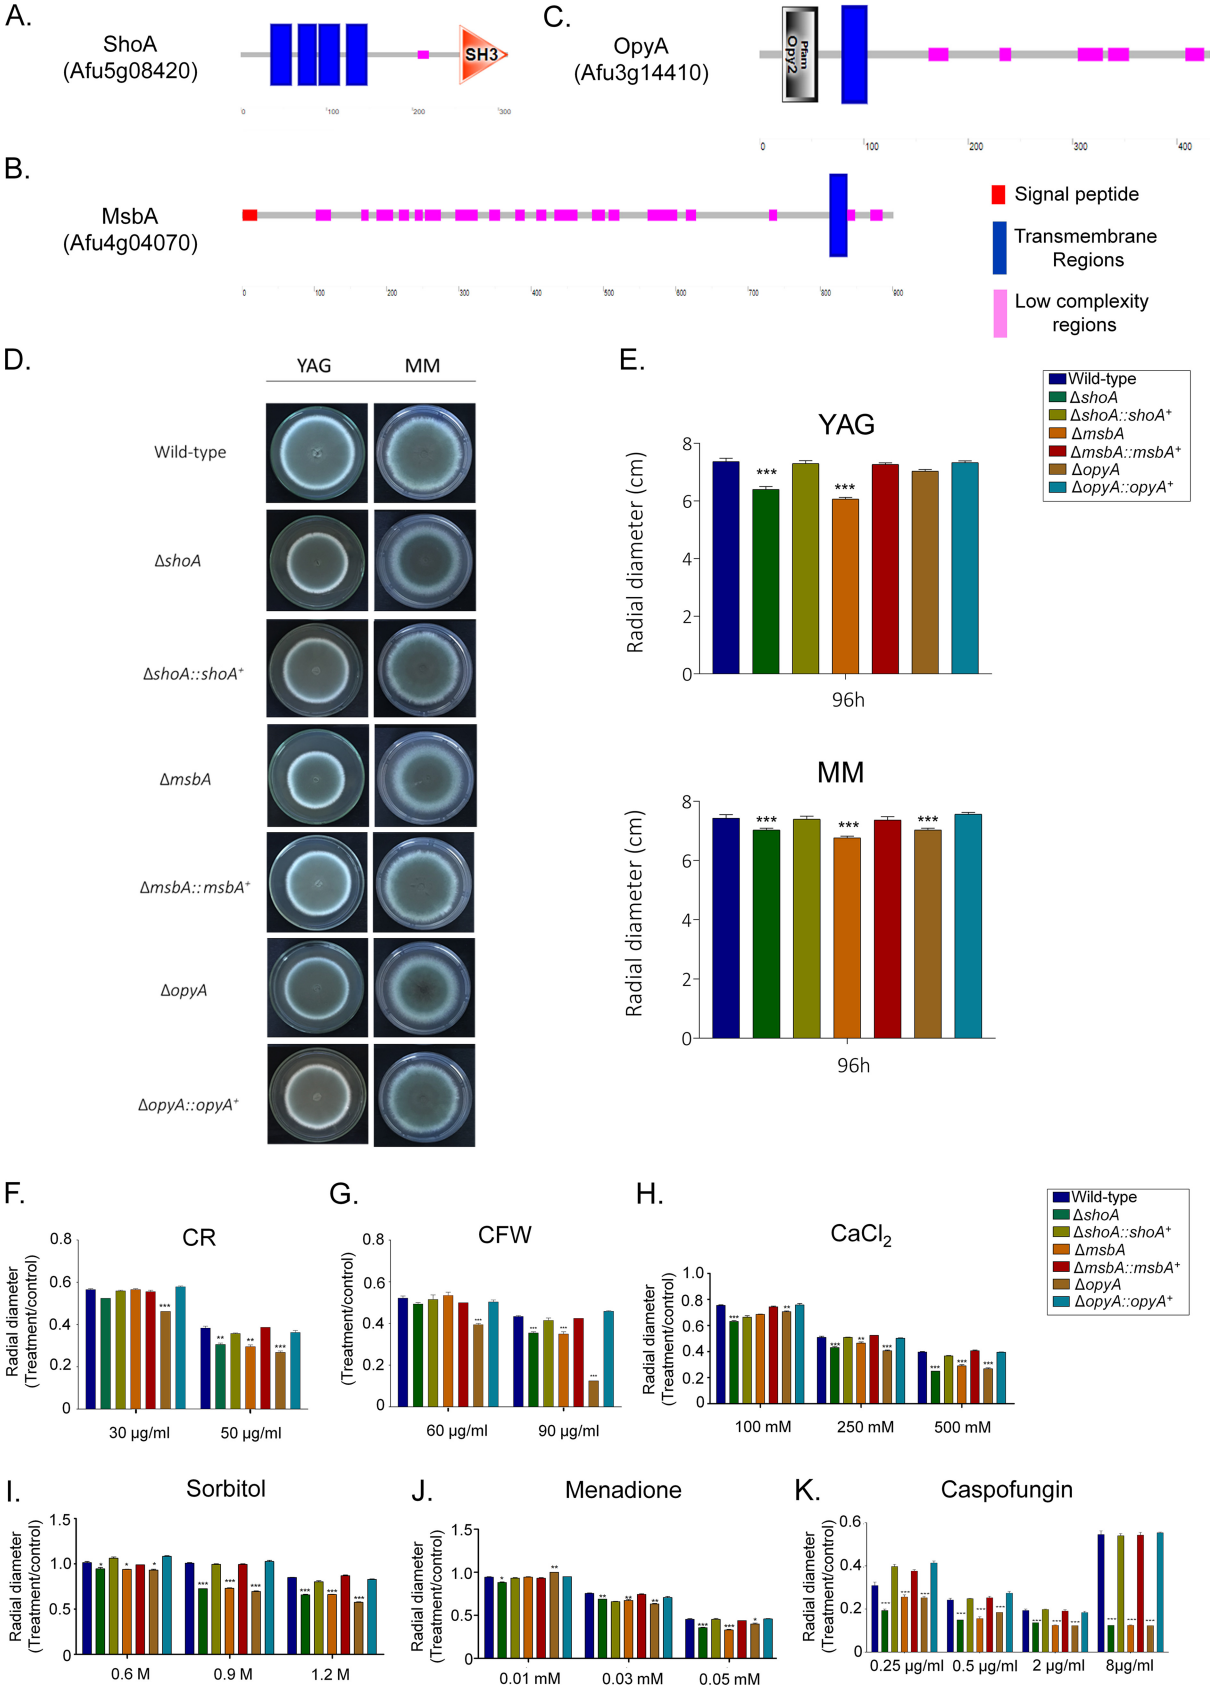 A.
ShoA
(Afu5g08420)
SH3
0 100 200 300
C.
OpyA
(Afu3g14410)
Pfam
Opy2
0 100 200 300 400
B.
MsbA
(Afu4g04070)
0 100 200 300 400 500 600 700 800 900
Signal peptide
Transmembrane
Regions
Low complexity
regions
D.
YAG MM
Wild-type
ΔshoA
ΔshoA::shoA+
ΔmsbA
ΔmsbA::msbA+
ΔopyA
ΔopyA::opyA+
E.
Wild-type
ΔshoA
ΔshoA::shoA+
ΔmsbA
ΔmsbA::msbA+
ΔopyA
ΔopyA::opyA+
YAG
Radial diameter (cm)
8
6
4
2
0
*** ***
96h
MM
Radial diameter (cm)
8
6
4
2
0
*** *** ***
96h
F.
CR
Radial diameter
(Treatment/control)
0.8
0.6
0.4
0.2
0
*** ** ** ***
30 µg/ml 50 µg/ml
G.
CFW
(Treatment/control)
0.8
0.6
0.4
0.2
0
*** *** *** ***
60 µg/ml 90 µg/ml
H.
CaCl2
Radial diameter
(Treatment/control)
1.0
0.8
0.6
0.4
0.2
0
*** ** *** ** *** *** *** ***
100 mM 250 mM 500 mM
Wild-type
ΔshoA
ΔshoA::shoA+
ΔmsbA
ΔmsbA::msbA+
ΔopyA
ΔopyA::opyA+
I.
Sorbitol
Radial diameter
(Treatment/control)
1.5
1.0
0.5
0
* * * *** *** *** *** *** ***
0.6 M 0.9 M 1.2 M
J.
Menadione
Radial diameter
(Treatment/control)
1.5
1.0
0.5
0
* ** ** ** ** *** *** *
0.01 mM 0.03 mM 0.05 mM
K.
Caspofungin
Radial diameter
(Treatment/control)
0.6
0.4
0.2
0
*** *** *** *** *** *** *** *** *** *** *** ***
0.25 µg/ml 0.5 µg/ml 2 µg/ml 8µg/ml